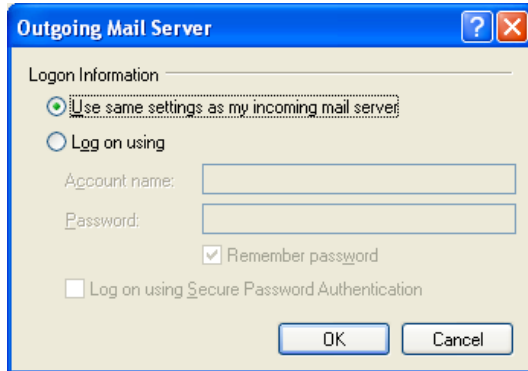 Outgoing Mail Server
Logon Information
Use same settings as my incoming mail server
Log on using
Account name:
Password:
Remember password
Log on using Secure Password Authentication
OK Cancel